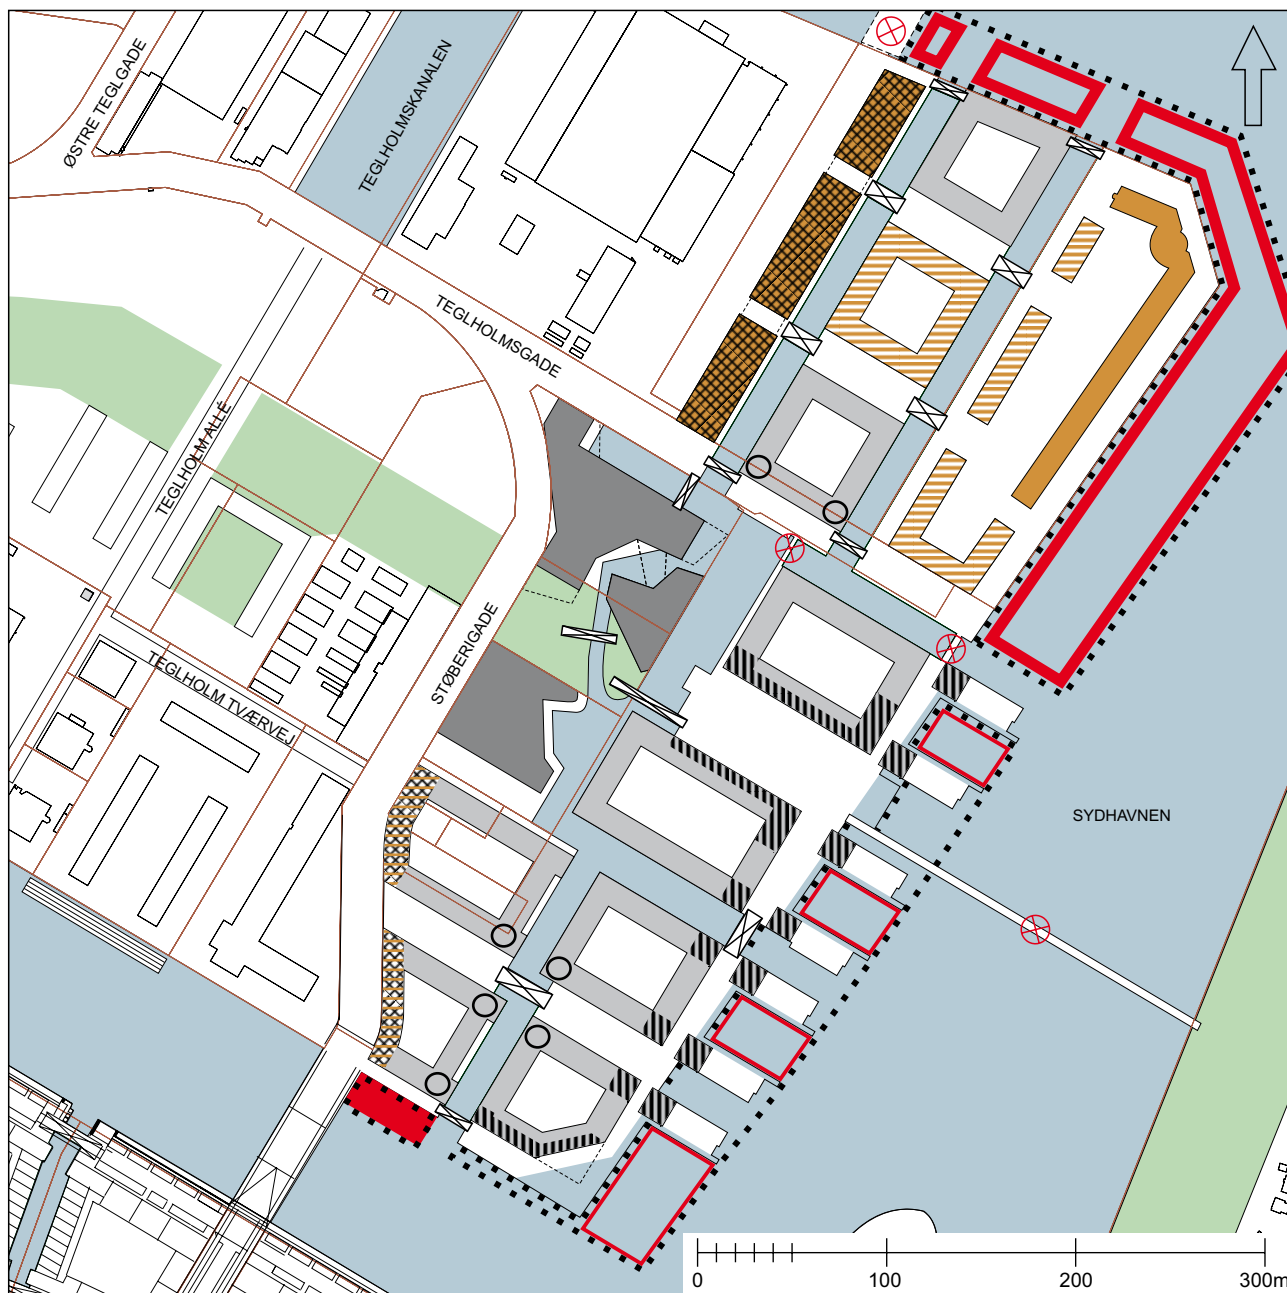 ØSTRE TEGLGADE
TEGLHOLMSKANALEN
TEGLHOLMSGADE
TEGLHOLM ALLÉ
STØBERIGADE
TEGLHOLM TVÆRVEJ
SYDHAVNEN
0 100 200 300m